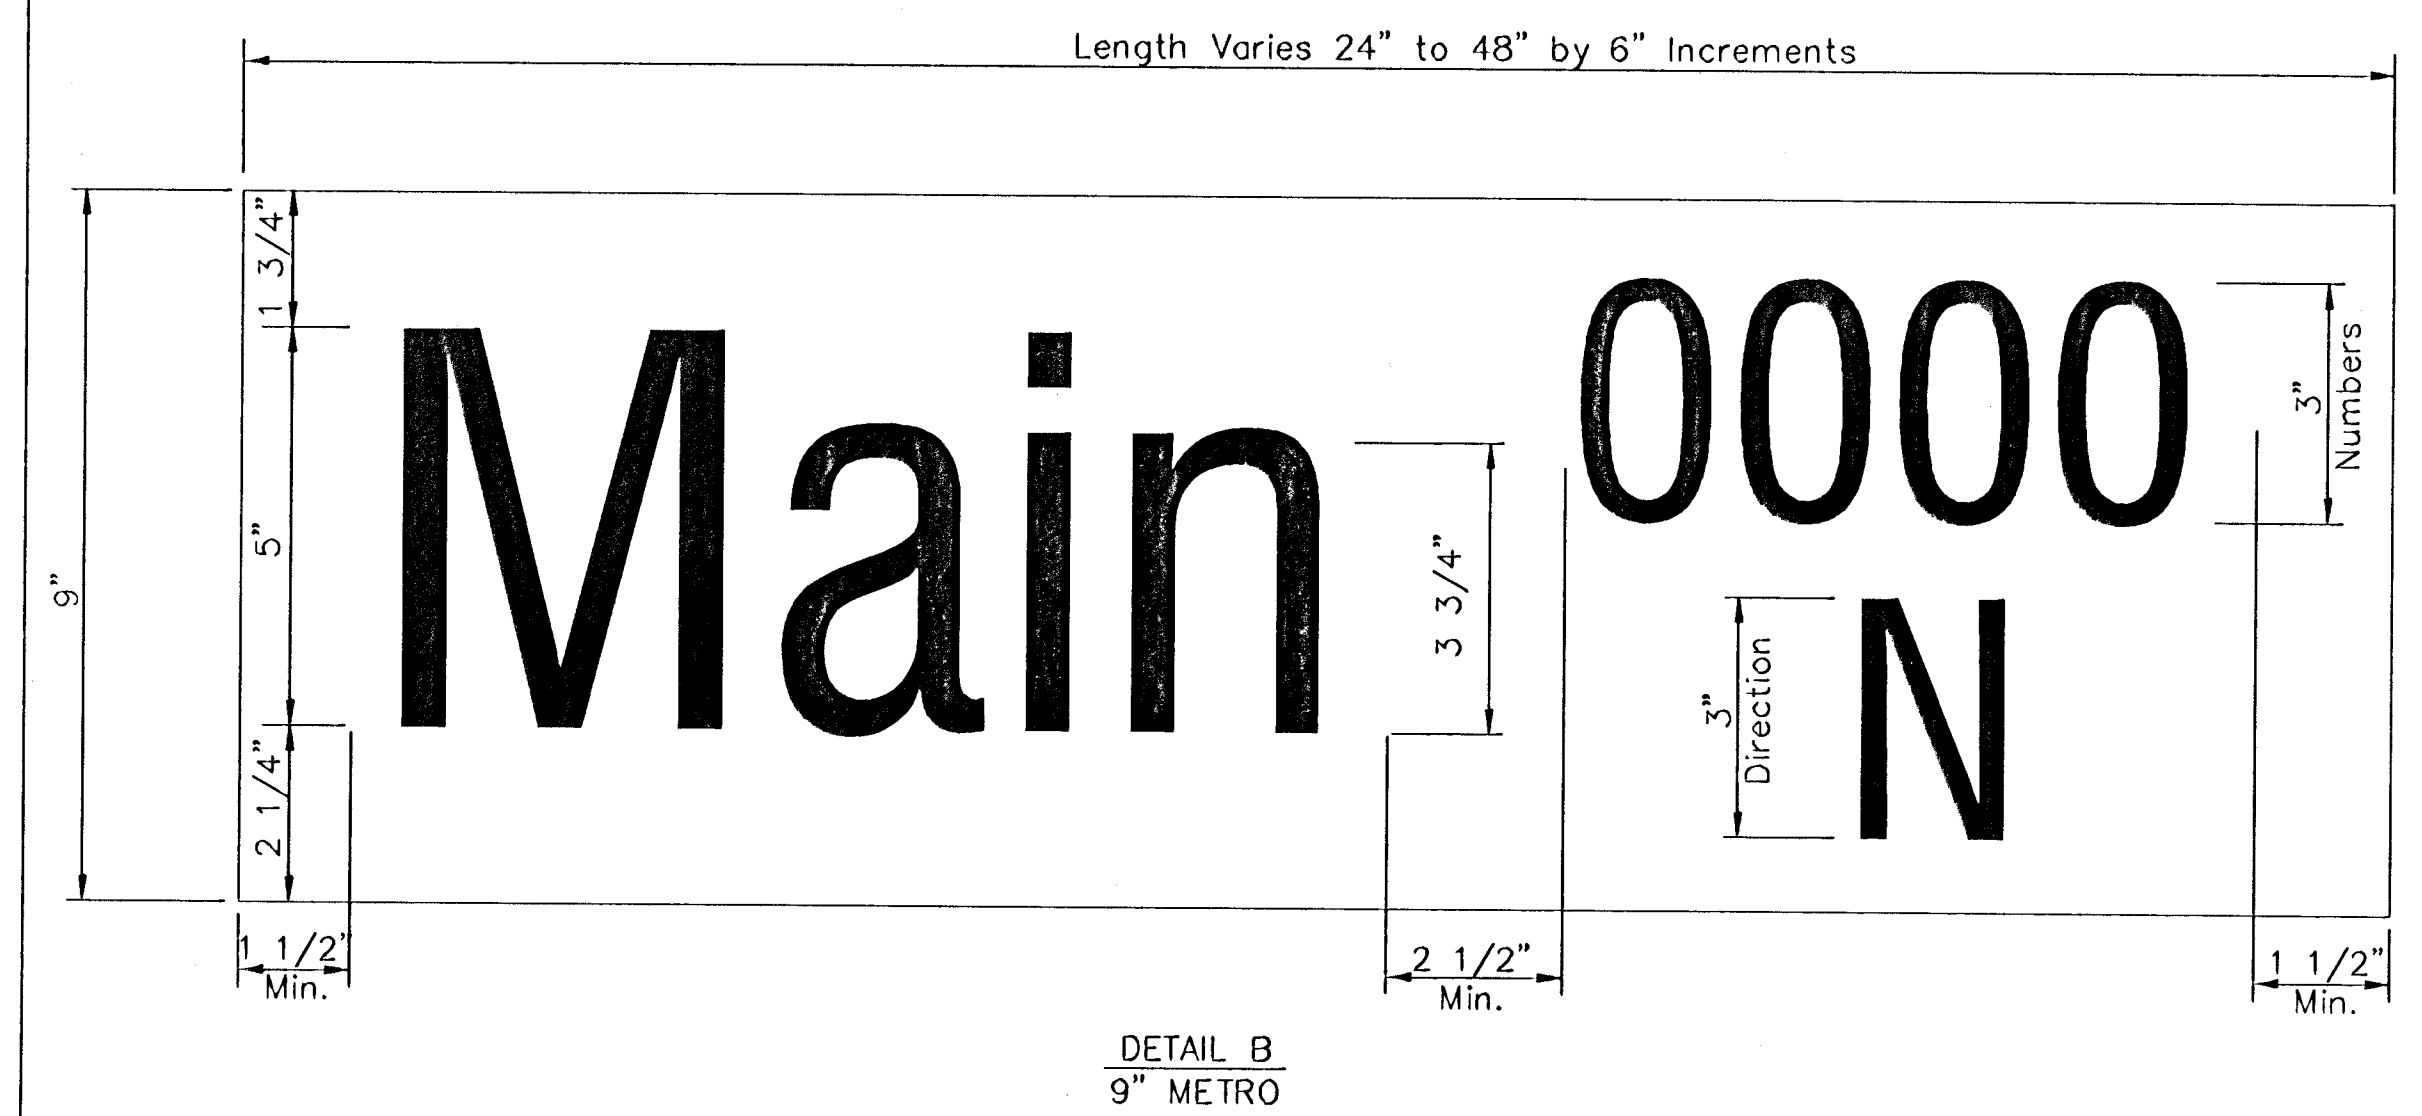 Length Varies 24" to 48" by 6" Increments
9"
1 3/4"
5"
2 1/4"
Main
3 3/4"
0000
3"
Numbers
N
3"
Direction
1 1/2"
Min.
2 1/2"
Min.
1 1/2"
Min.
DETAIL B
9" METRO